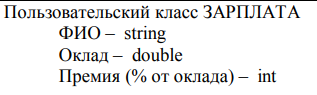 Пользовательский класс ЗАРПЛАТА
ФИО – string
Оклад – double
Премия (% от оклада) – int